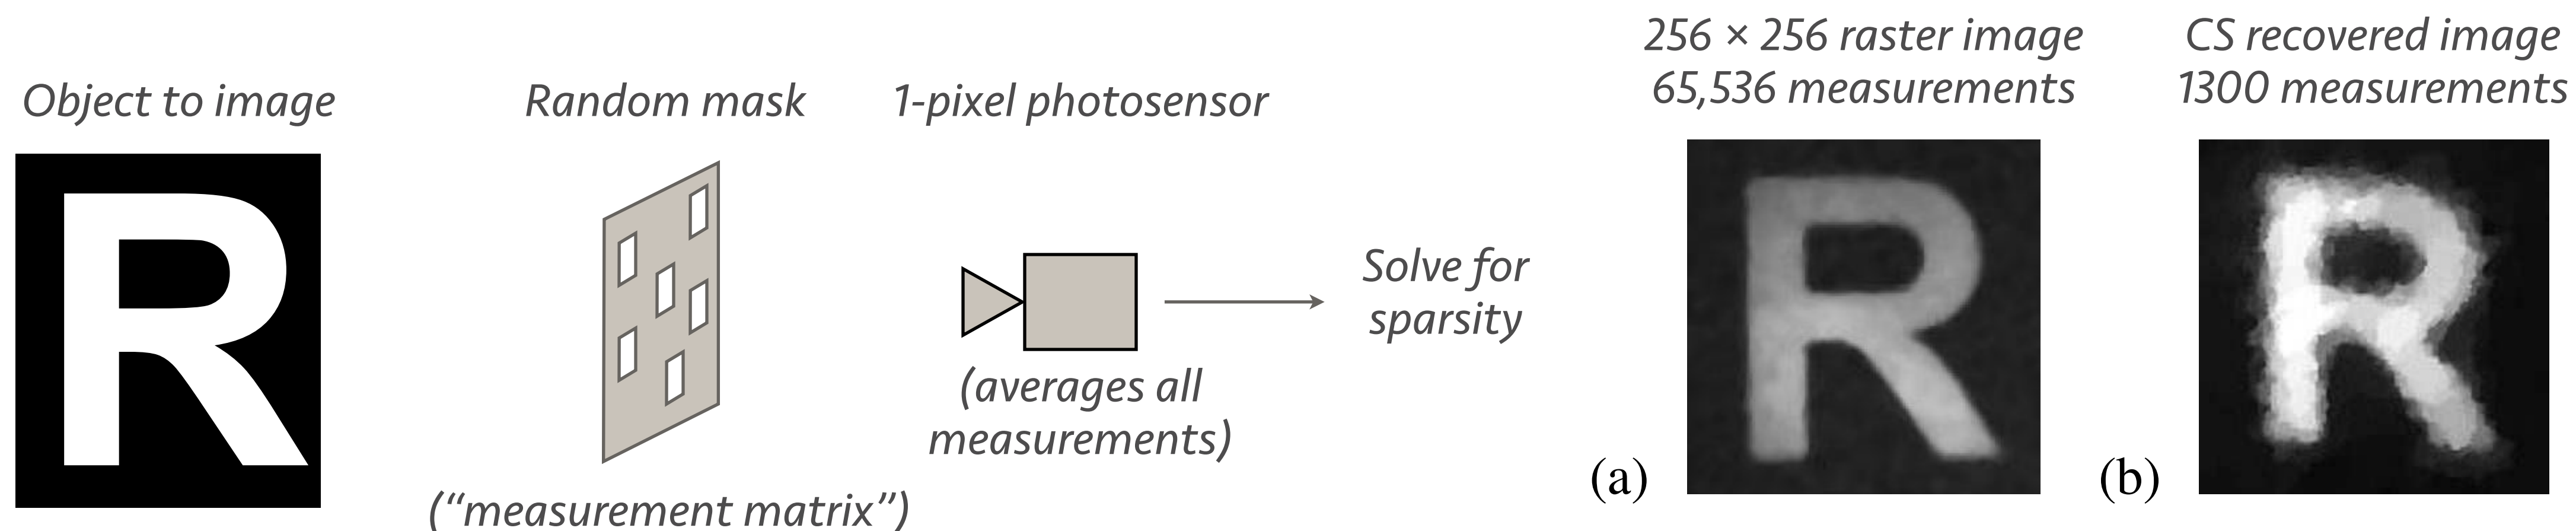 Object to image
R
Random mask
("measurement matrix")
1-pixel photosensor
(averages all
measurements)
Solve for
sparsity
256 × 256 raster image
65,536 measurements
R
(a)
CS recovered image
1300 measurements
R
(b)